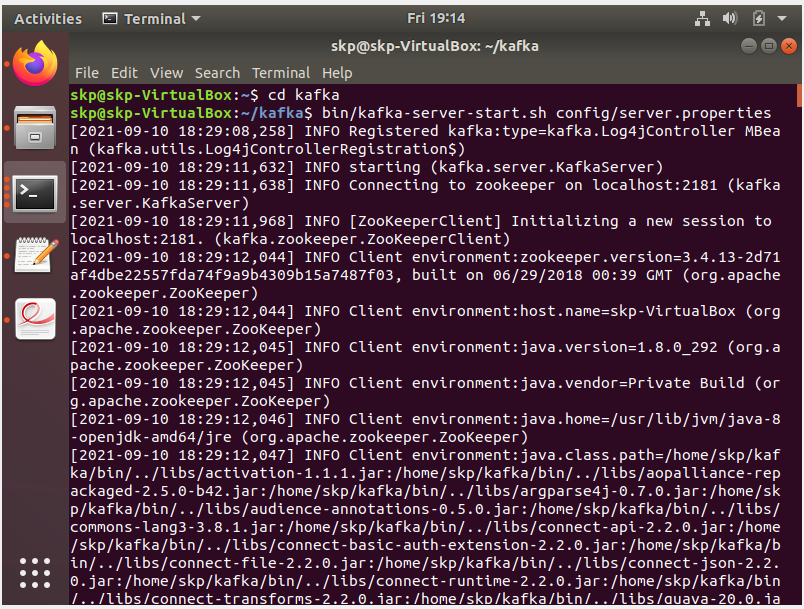 Activities Terminal Fri 19:14
skp@skp-VirtualBox: ~/kafka
File Edit View Search Terminal Help
skp@skp-VirtualBox:~$ cd kafka
skp@skp-VirtualBox:~/kafka$ bin/kafka-server-start.sh config/server.properties
[2021-09-10 18:29:08,258] INFO Registered kafka:type=kafka.Log4jController MBea
n (kafka.utils.Log4jControllerRegistration$)
[2021-09-10 18:29:11,632] INFO starting (kafka.server.KafkaServer)
[2021-09-10 18:29:11,638] INFO Connecting to zookeeper on localhost:2181 (kafka
.server.KafkaServer)
[2021-09-10 18:29:11,968] INFO [ZooKeeperClient] Initializing a new session to
localhost:2181. (kafka.zookeeper.ZooKeeperClient)
[2021-09-10 18:29:12,044] INFO Client environment:zookeeper.version=3.4.13-2d71
af4dbe22557fda74f9a9b4309b15a7487f03, built on 06/29/2018 00:39 GMT (org.apache
.zookeeper.ZooKeeper)
[2021-09-10 18:29:12,044] INFO Client environment:host.name=skp-VirtualBox (org
.apache.zookeeper.ZooKeeper)
[2021-09-10 18:29:12,045] INFO Client environment:java.version=1.8.0_292 (org.a
pache.zookeeper.ZooKeeper)
[2021-09-10 18:29:12,045] INFO Client environment:java.vendor=Private Build (or
g.apache.zookeeper.ZooKeeper)
[2021-09-10 18:29:12,046] INFO Client environment:java.home=/usr/lib/jvm/java-8
-openjdk-amd64/jre (org.apache.zookeeper.ZooKeeper)
[2021-09-10 18:29:12,047] INFO Client environment:java.class.path=/home/skp/kaf
ka/bin/../libs/activation-1.1.1.jar:/home/skp/kafka/bin/../libs/aopalliance-rep
ackaged-2.5.0-b42.jar:/home/skp/kafka/bin/../libs/argparse4j-0.7.0.jar:/home/sk
p/kafka/bin/../libs/audience-annotations-0.5.0.jar:/home/skp/kafka/bin/../libs/
commons-lang3-3.8.1.jar:/home/skp/kafka/bin/../libs/connect-api-2.2.0.jar:/home
/skp/kafka/bin/../libs/connect-basic-auth-extension-2.2.0.jar:/home/skp/kafka/b
in/../libs/connect-file-2.2.0.jar:/home/skp/kafka/bin/../libs/connect-json-2.2.
0.jar:/home/skp/kafka/bin/../libs/connect-runtime-2.2.0.jar:/home/skp/kafka/bin
/../libs/connect-transforms-2.2.0.jar:/home/skp/kafka/bin/../libs/guava-20.0.ja